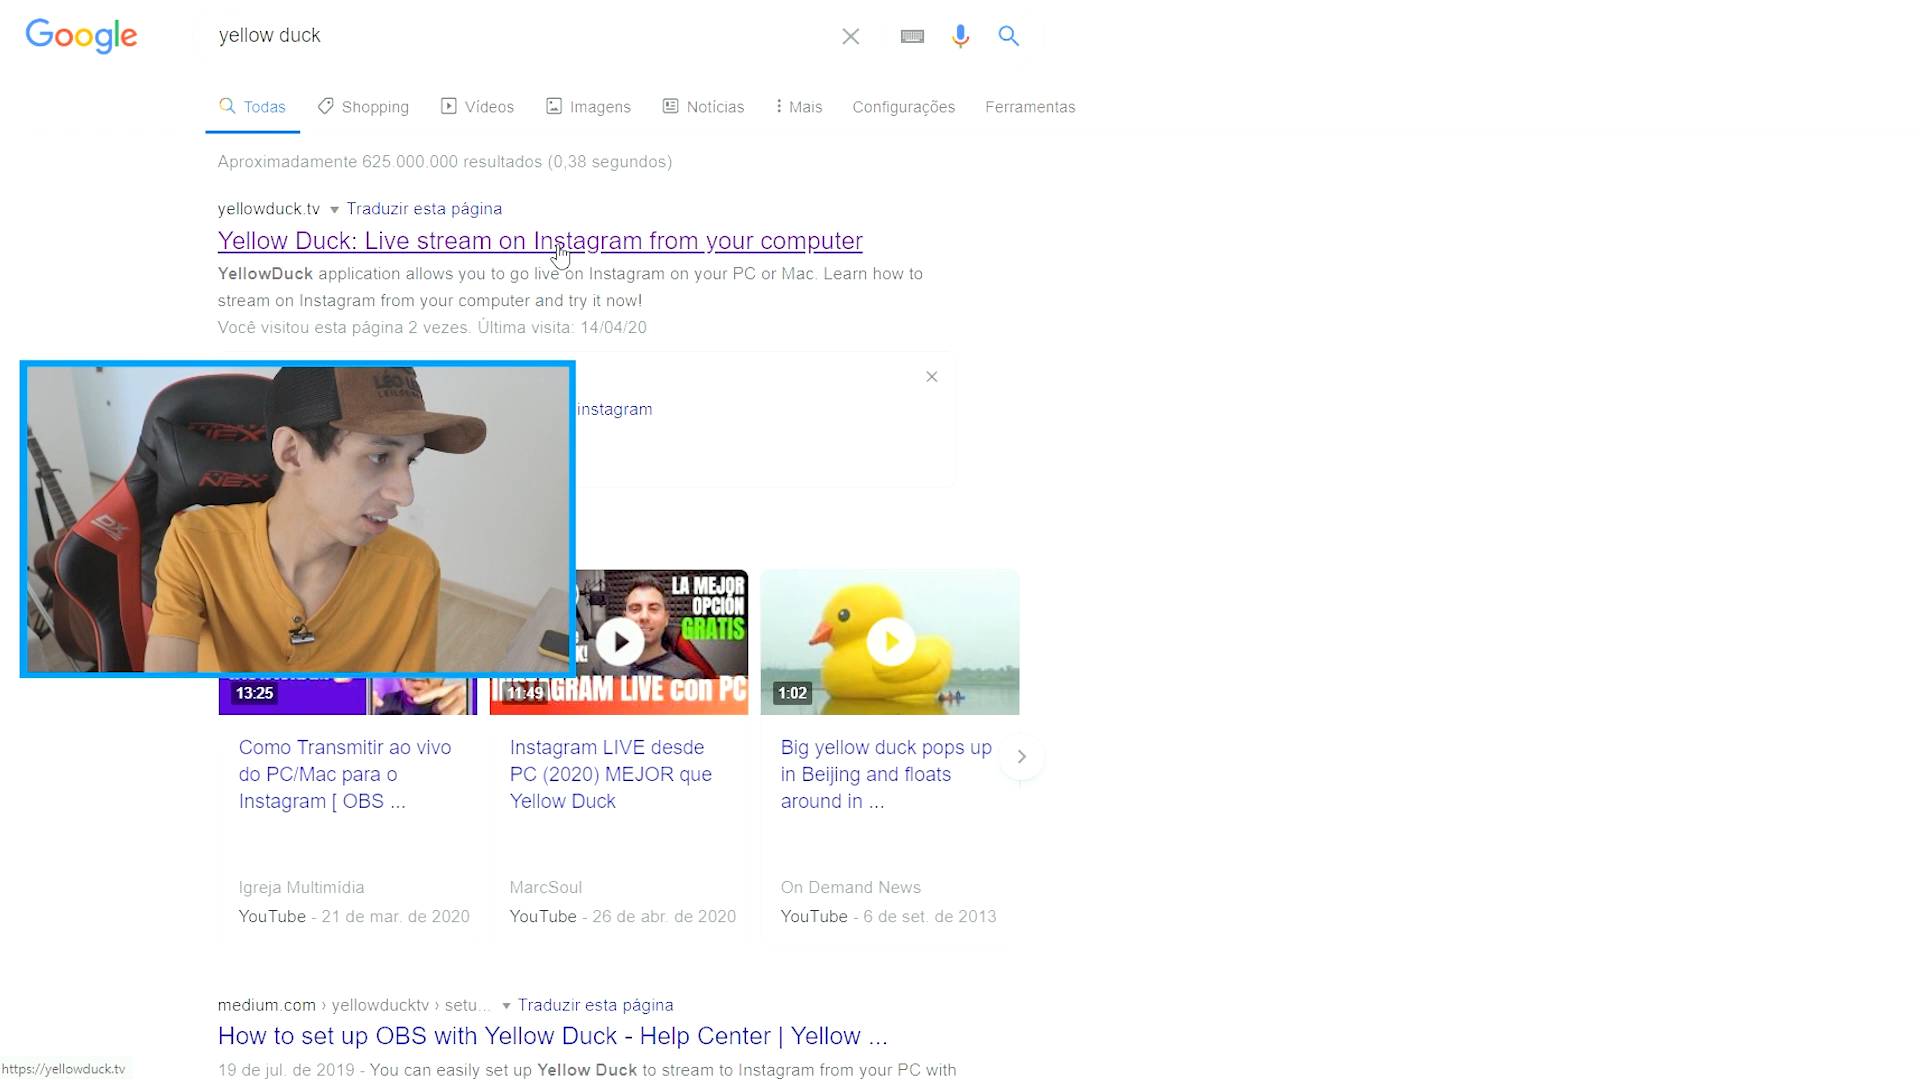 Google
yellow duck
Todas
Shopping
Vídeos
Imagens
Notícias
Mais
Configurações
Ferramentas
Aproximadamente 625.000.000 resultados (0,38 segundos)
yellowduck.tv
Traduzir esta página
Yellow Duck: Live stream on Instagram from your computer
YellowDuck application allows you to go live on Instagram on your PC or Mac. Learn how to
stream on Instagram from your computer and try it now!
Você visitou esta página 2 vezes. Última visita: 14/04/20
instagram
NEX
DX
LA MEJOR
OPCIÓN
GRATIS
INSTAGRAM LIVE con PC
13:25
11:49
1:02
Como Transmitir ao vivo
do PC/Mac para o
Instagram [ OBS ...
Igreja Multimídia
YouTube - 21 de mar. de 2020
Instagram LIVE desde
PC (2020) MEJOR que
Yellow Duck
MarcSoul
YouTube - 26 de abr. de 2020
Big yellow duck pops up
in Beijing and floats
around in ...
On Demand News
YouTube - 6 de set. de 2013
medium.com › yellowducktv › setu...
Traduzir esta página
How to set up OBS with Yellow Duck - Help Center | Yellow ...
19 de jul. de 2019 - You can easily set up Yellow Duck to stream to Instagram from your PC with
https://yellowduck.tv